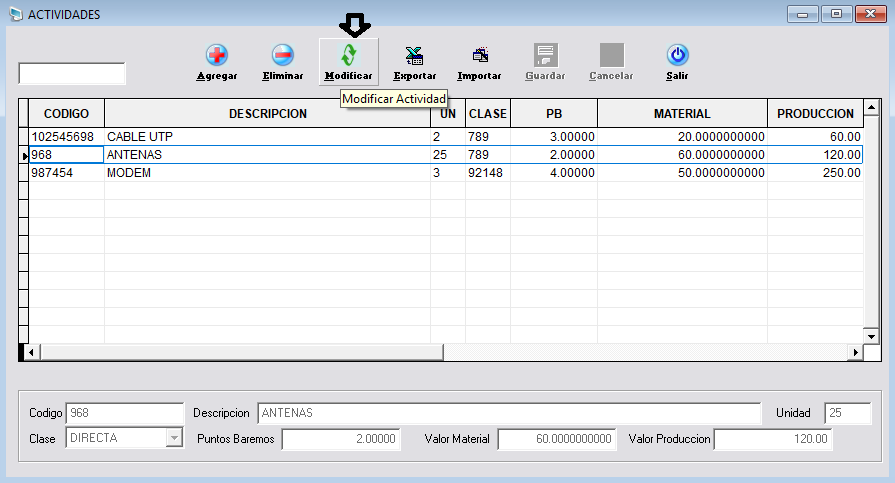 ACTIVIDADES
Agregar Eliminar Modificar Exportar Importar Guardar Cancelar Salir
Modificar Actividad
CODIGO DESCRIPCION UN CLASE PB MATERIAL PRODUCCION
102545698 CABLE UTP 2 789 3.00000 20.0000000000 60.00
968 ANTENAS 25 789 2.00000 60.0000000000 120.00
987454 MODEM 3 92148 4.00000 50.0000000000 250.00
Codigo 968 Descripcion ANTENAS Unidad 25
Clase DIRECTA Puntos Baremos 2.00000 Valor Material 60.0000000000 Valor Produccion 120.00